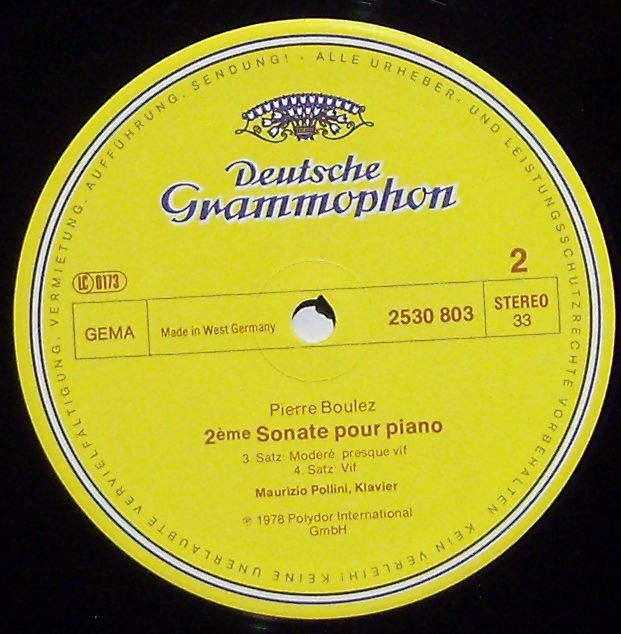 ALLE URHEBER- UND LEISTUNGSSCHUTZRECHTE VORBEHALTEN. KEIN VERLEIH! KEINE UNERLAUBTE VERVIELFÄLTIGUNG, VERMIETUNG, AUFFÜHRUNG, SENDUNG! ·
Deutsche
Grammophon
2
LC 0173
GEMA
Made in West Germany
2530 803
STEREO
33
Pierre Boulez
2ème Sonate pour piano
3. Satz: Modéré, presque vif
4. Satz: Vif
Maurizio Pollini, Klavier
℗ 1978 Polydor International
GmbH